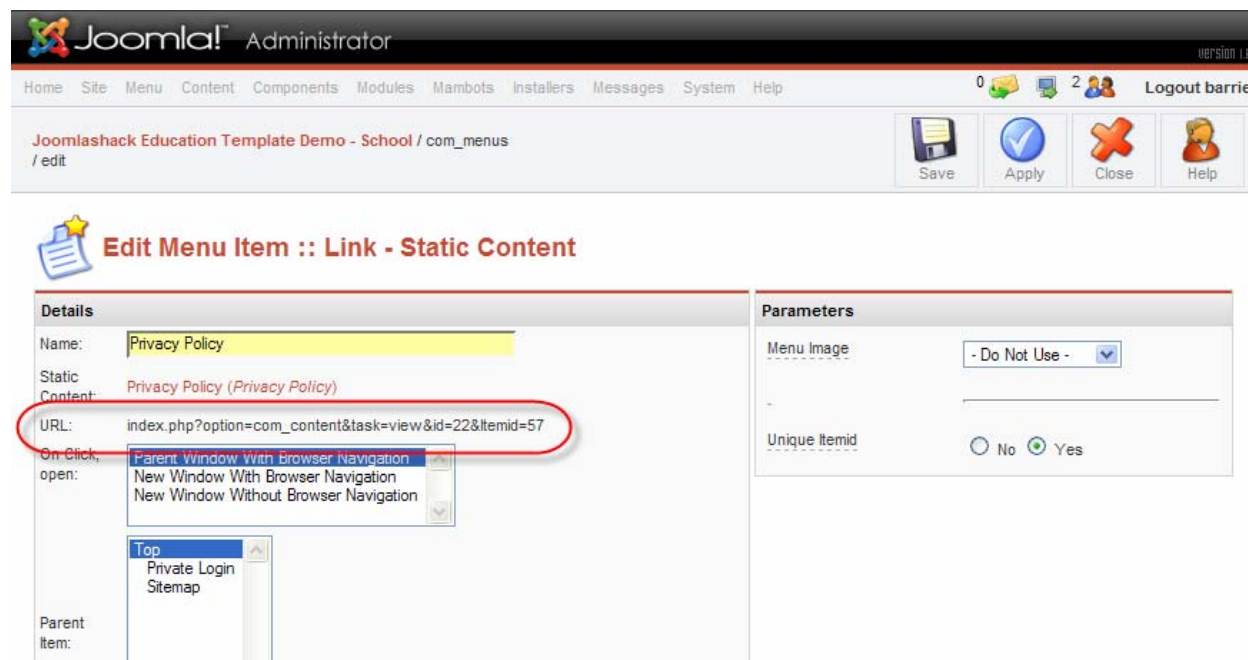 Joomla!™ Administrator
version 1.
Home Site Menu Content Components Modules Mambots Installers Messages System Help 0 2 Logout barrie
Joomlashack Education Template Demo - School / com_menus
/ edit
Save Apply Close Help
Edit Menu Item :: Link - Static Content
Details
Name: Privacy Policy
Static
Content: Privacy Policy (Privacy Policy)
URL: index.php?option=com_content&task=view&id=22&Itemid=57
On Click,
open:
Parent Window With Browser Navigation
New Window With Browser Navigation
New Window Without Browser Navigation
Top
Private Login
Sitemap
Parent
Item:
Parameters
Menu Image - Do Not Use -
-
Unique Itemid No Yes